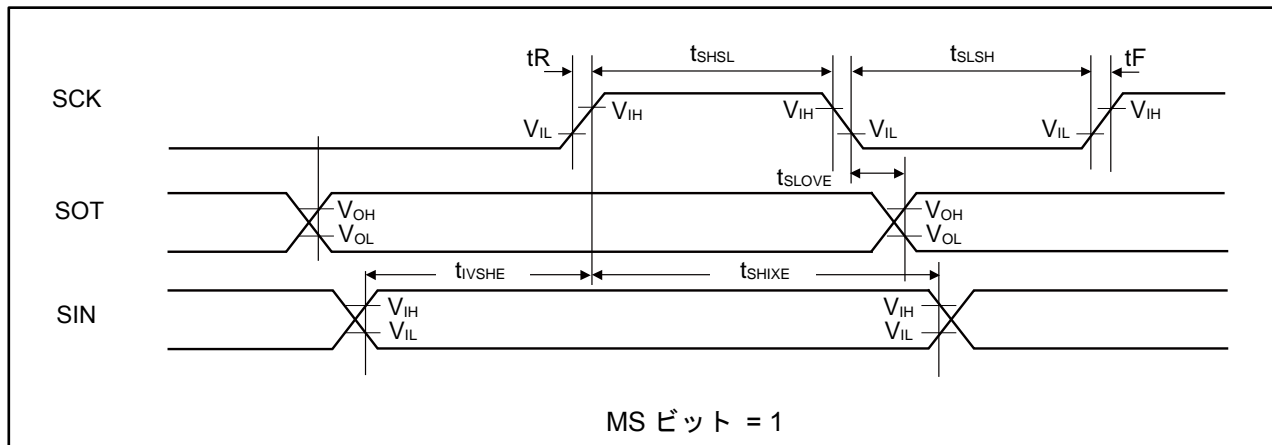 tR tSHSL tSLSH tF
SCK
VIH VIH VIH
VIL VIL VIL
tSLOVE
SOT
VOH VOH
VOL VOL
tIVSHE tSHIXE
SIN
VIH VIH
VIL VIL
MS ビット = 1